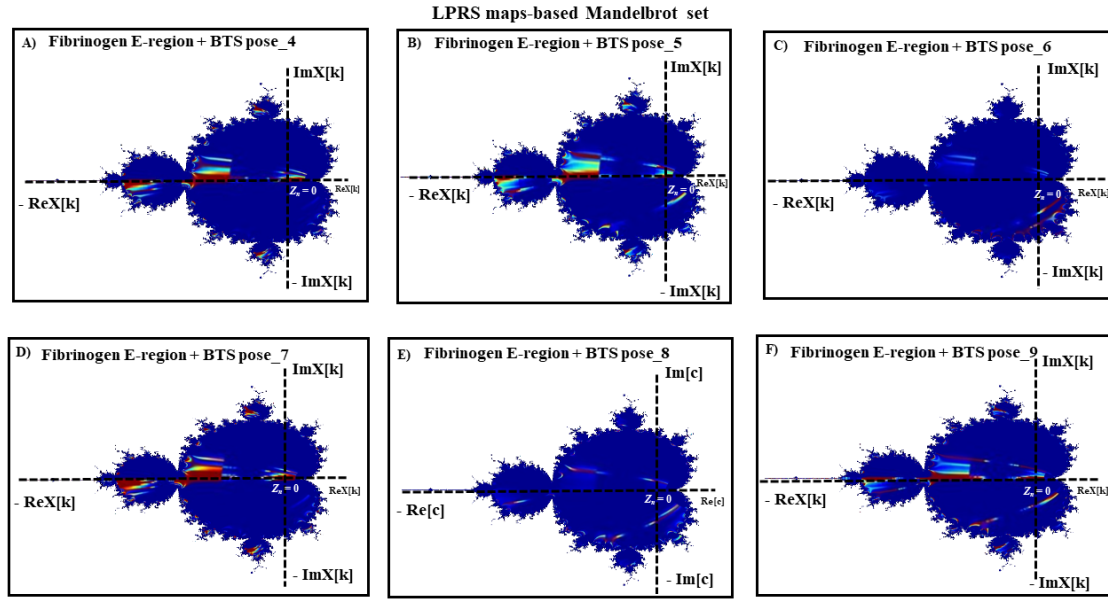 LPRS maps-based Mandelbrot set
A) Fibrinogen E-region + BTS pose_4
ImX[k]
- ReX[k]
ReX[k]
Zₙ = 0
- ImX[k]
B) Fibrinogen E-region + BTS pose_5
ImX[k]
- ReX[k]
ReX[k]
Zₙ = 0
- ImX[k]
C) Fibrinogen E-region + BTS pose_6
ImX[k]
- ReX[k]
ReX[k]
Zₙ = 0
- ImX[k]
D) Fibrinogen E-region + BTS pose_7
ImX[k]
- ReX[k]
ReX[k]
Zₙ = 0
- ImX[k]
E) Fibrinogen E-region + BTS pose_8
Im[c]
- Re[c]
Re[c]
Zₙ = 0
- Im[c]
F) Fibrinogen E-region + BTS pose_9
ImX[k]
- ReX[k]
ReX[k]
Zₙ = 0
- ImX[k]